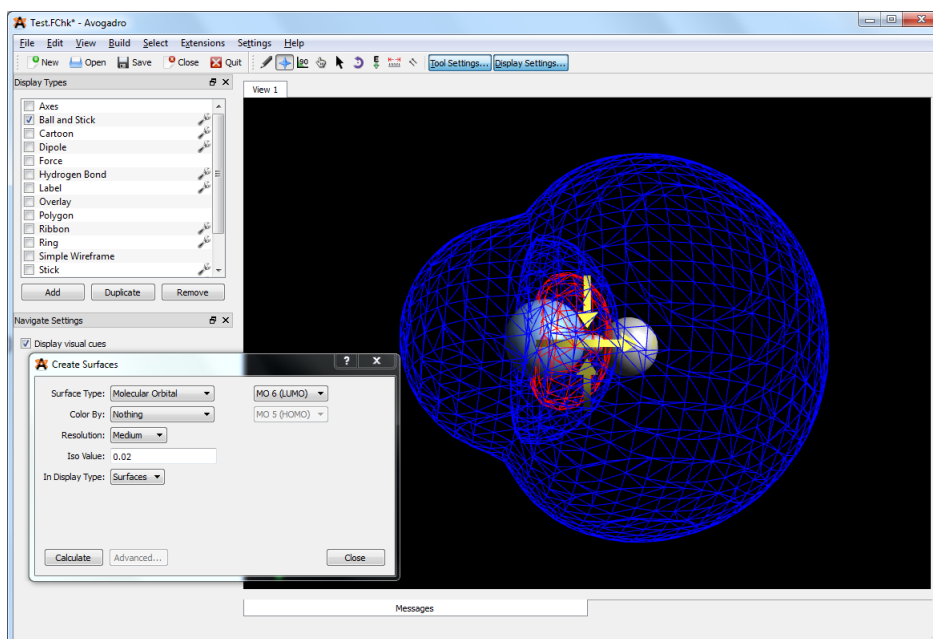 Test.FChk* - Avogadro
File Edit View Build Select Extensions Settings Help
New Open Save Close Quit Tool Settings... Display Settings...
Display Types
View 1
Axes
Ball and Stick
Cartoon
Dipole
Force
Hydrogen Bond
Label
Overlay
Polygon
Ribbon
Ring
Simple Wireframe
Stick
Add Duplicate Remove
Navigate Settings
Display visual cues
Create Surfaces
Surface Type: Molecular Orbital MO 6 (LUMO)
Color By: Nothing MO 5 (HOMO)
Resolution: Medium
Iso Value: 0.02
In Display Type: Surfaces
Calculate Advanced... Close
Messages